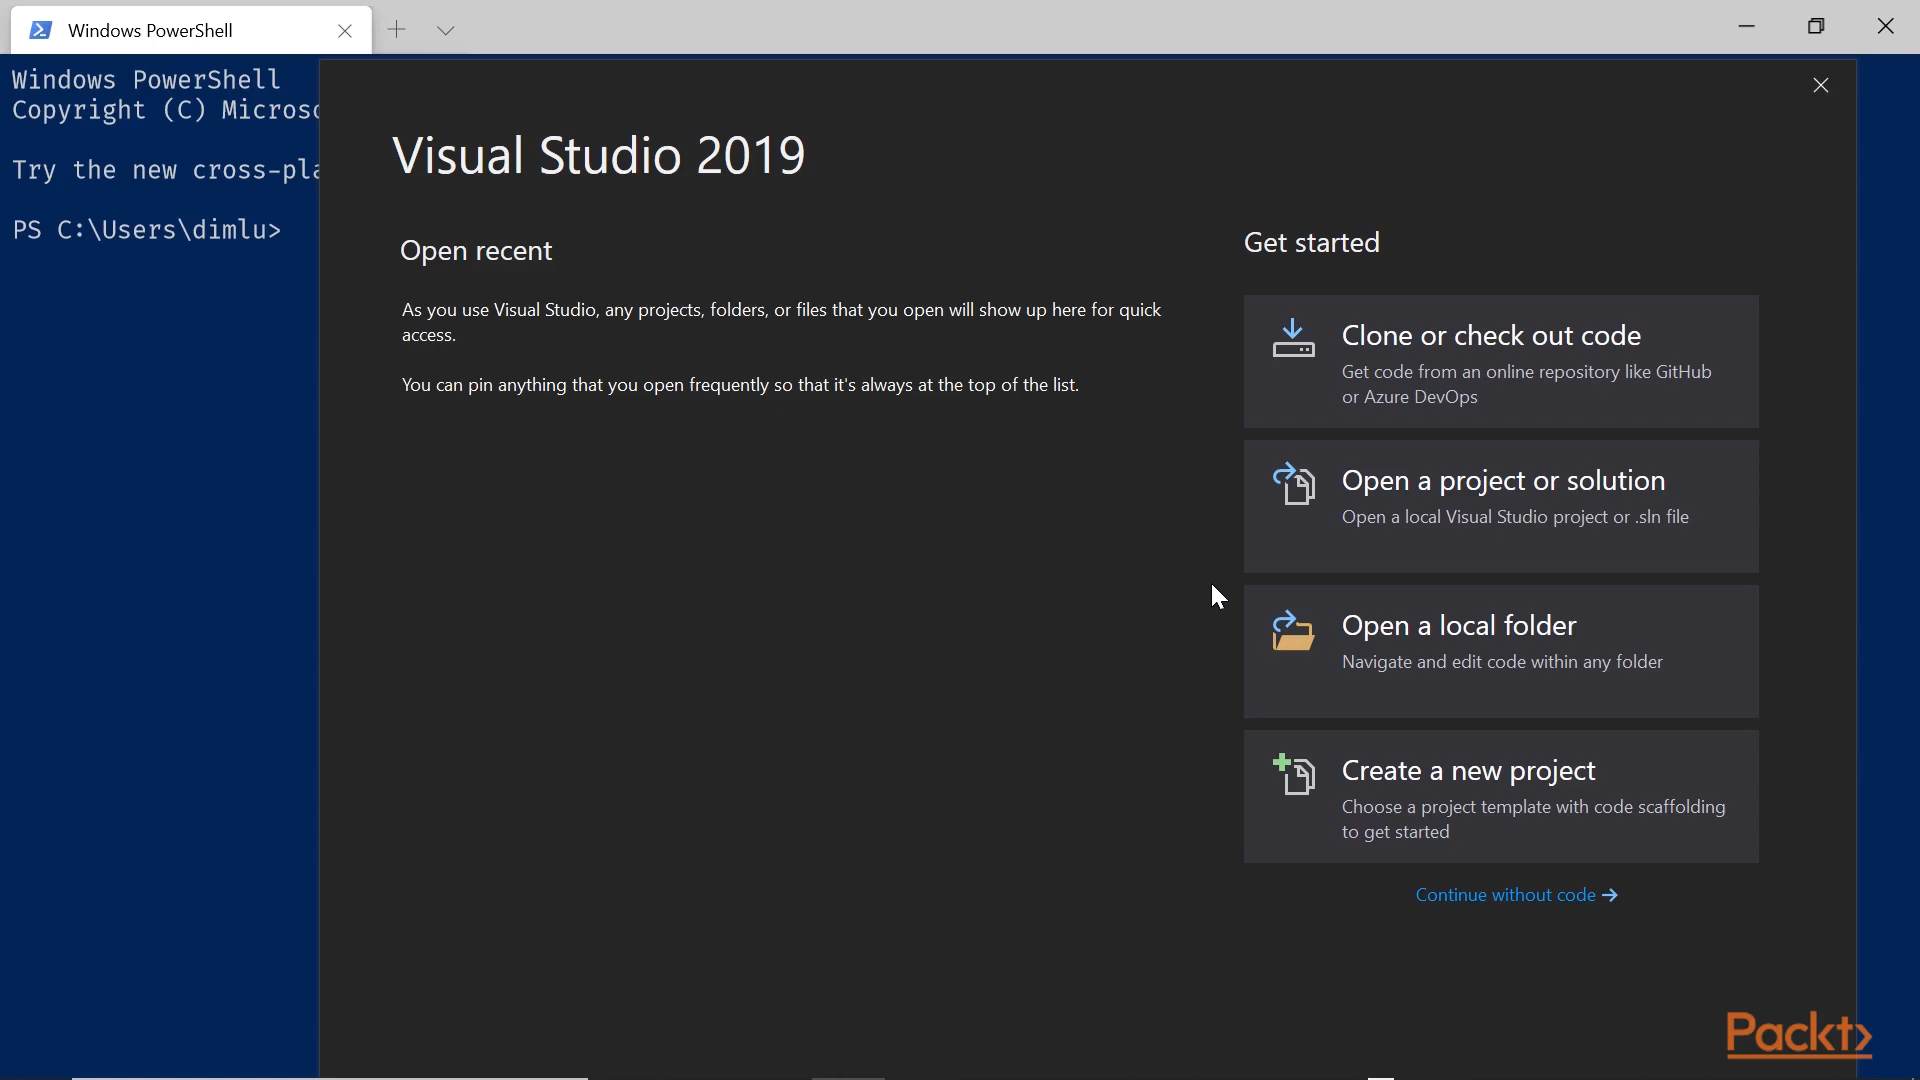 Windows PowerShell
Windows PowerShell
Copyright (C) Microso
Try the new cross-pla
PS C:\Users\dimlu>
Visual Studio 2019
Open recent
As you use Visual Studio, any projects, folders, or files that you open will show up here for quick
access.
You can pin anything that you open frequently so that it's always at the top of the list.
Get started
Clone or check out code
Get code from an online repository like GitHub
or Azure DevOps
Open a project or solution
Open a local Visual Studio project or .sln file
Open a local folder
Navigate and edit code within any folder
Create a new project
Choose a project template with code scaffolding
to get started
Continue without code
Packt